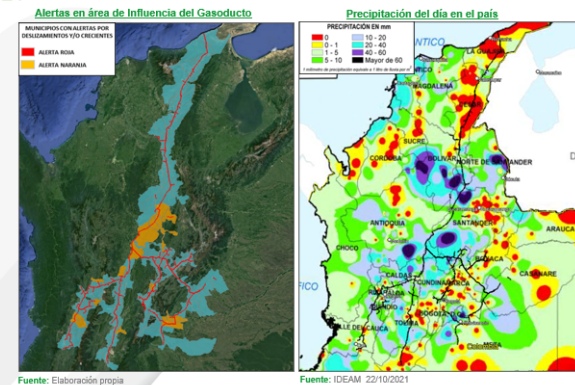 Alertas en área de Influencia del Gasoducto
MUNICIPIOS CON ALERTAS POR
DESLIZAMIENTOS Y/O CRECIENTES
ALERTA ROJA
ALERTA NARANJA
Fuente: Elaboración propia
Precipitación del día en el país
PRECIPITACIÓN EN mm
0
0 - 1
1 - 5
5 - 10
10 - 20
20 - 40
40 - 60
Mayor de 60
LA GUAJIRA
MAGDALENA
SUCRE
CORDOBA
BOLIVAR
NORTE DE SANTANDER
ANTIOQUIA
SANTANDER
ARAUCA
CHOCO
BOYACA
CASANARE
CALDAS
CUNDINAMARCA
TOLIMA
VALLE DEL CAUCA
META
Fuente: IDEAM 22/10/2021